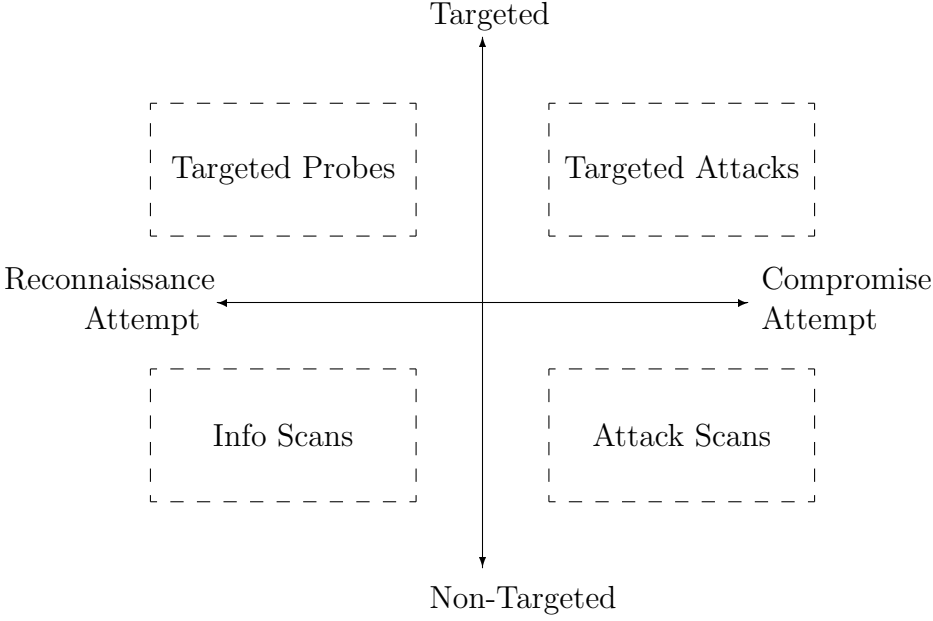 Targeted
Targeted Probes
Targeted Attacks
Reconnaissance
Attempt
Compromise
Attempt
Info Scans
Attack Scans
Non-Targeted